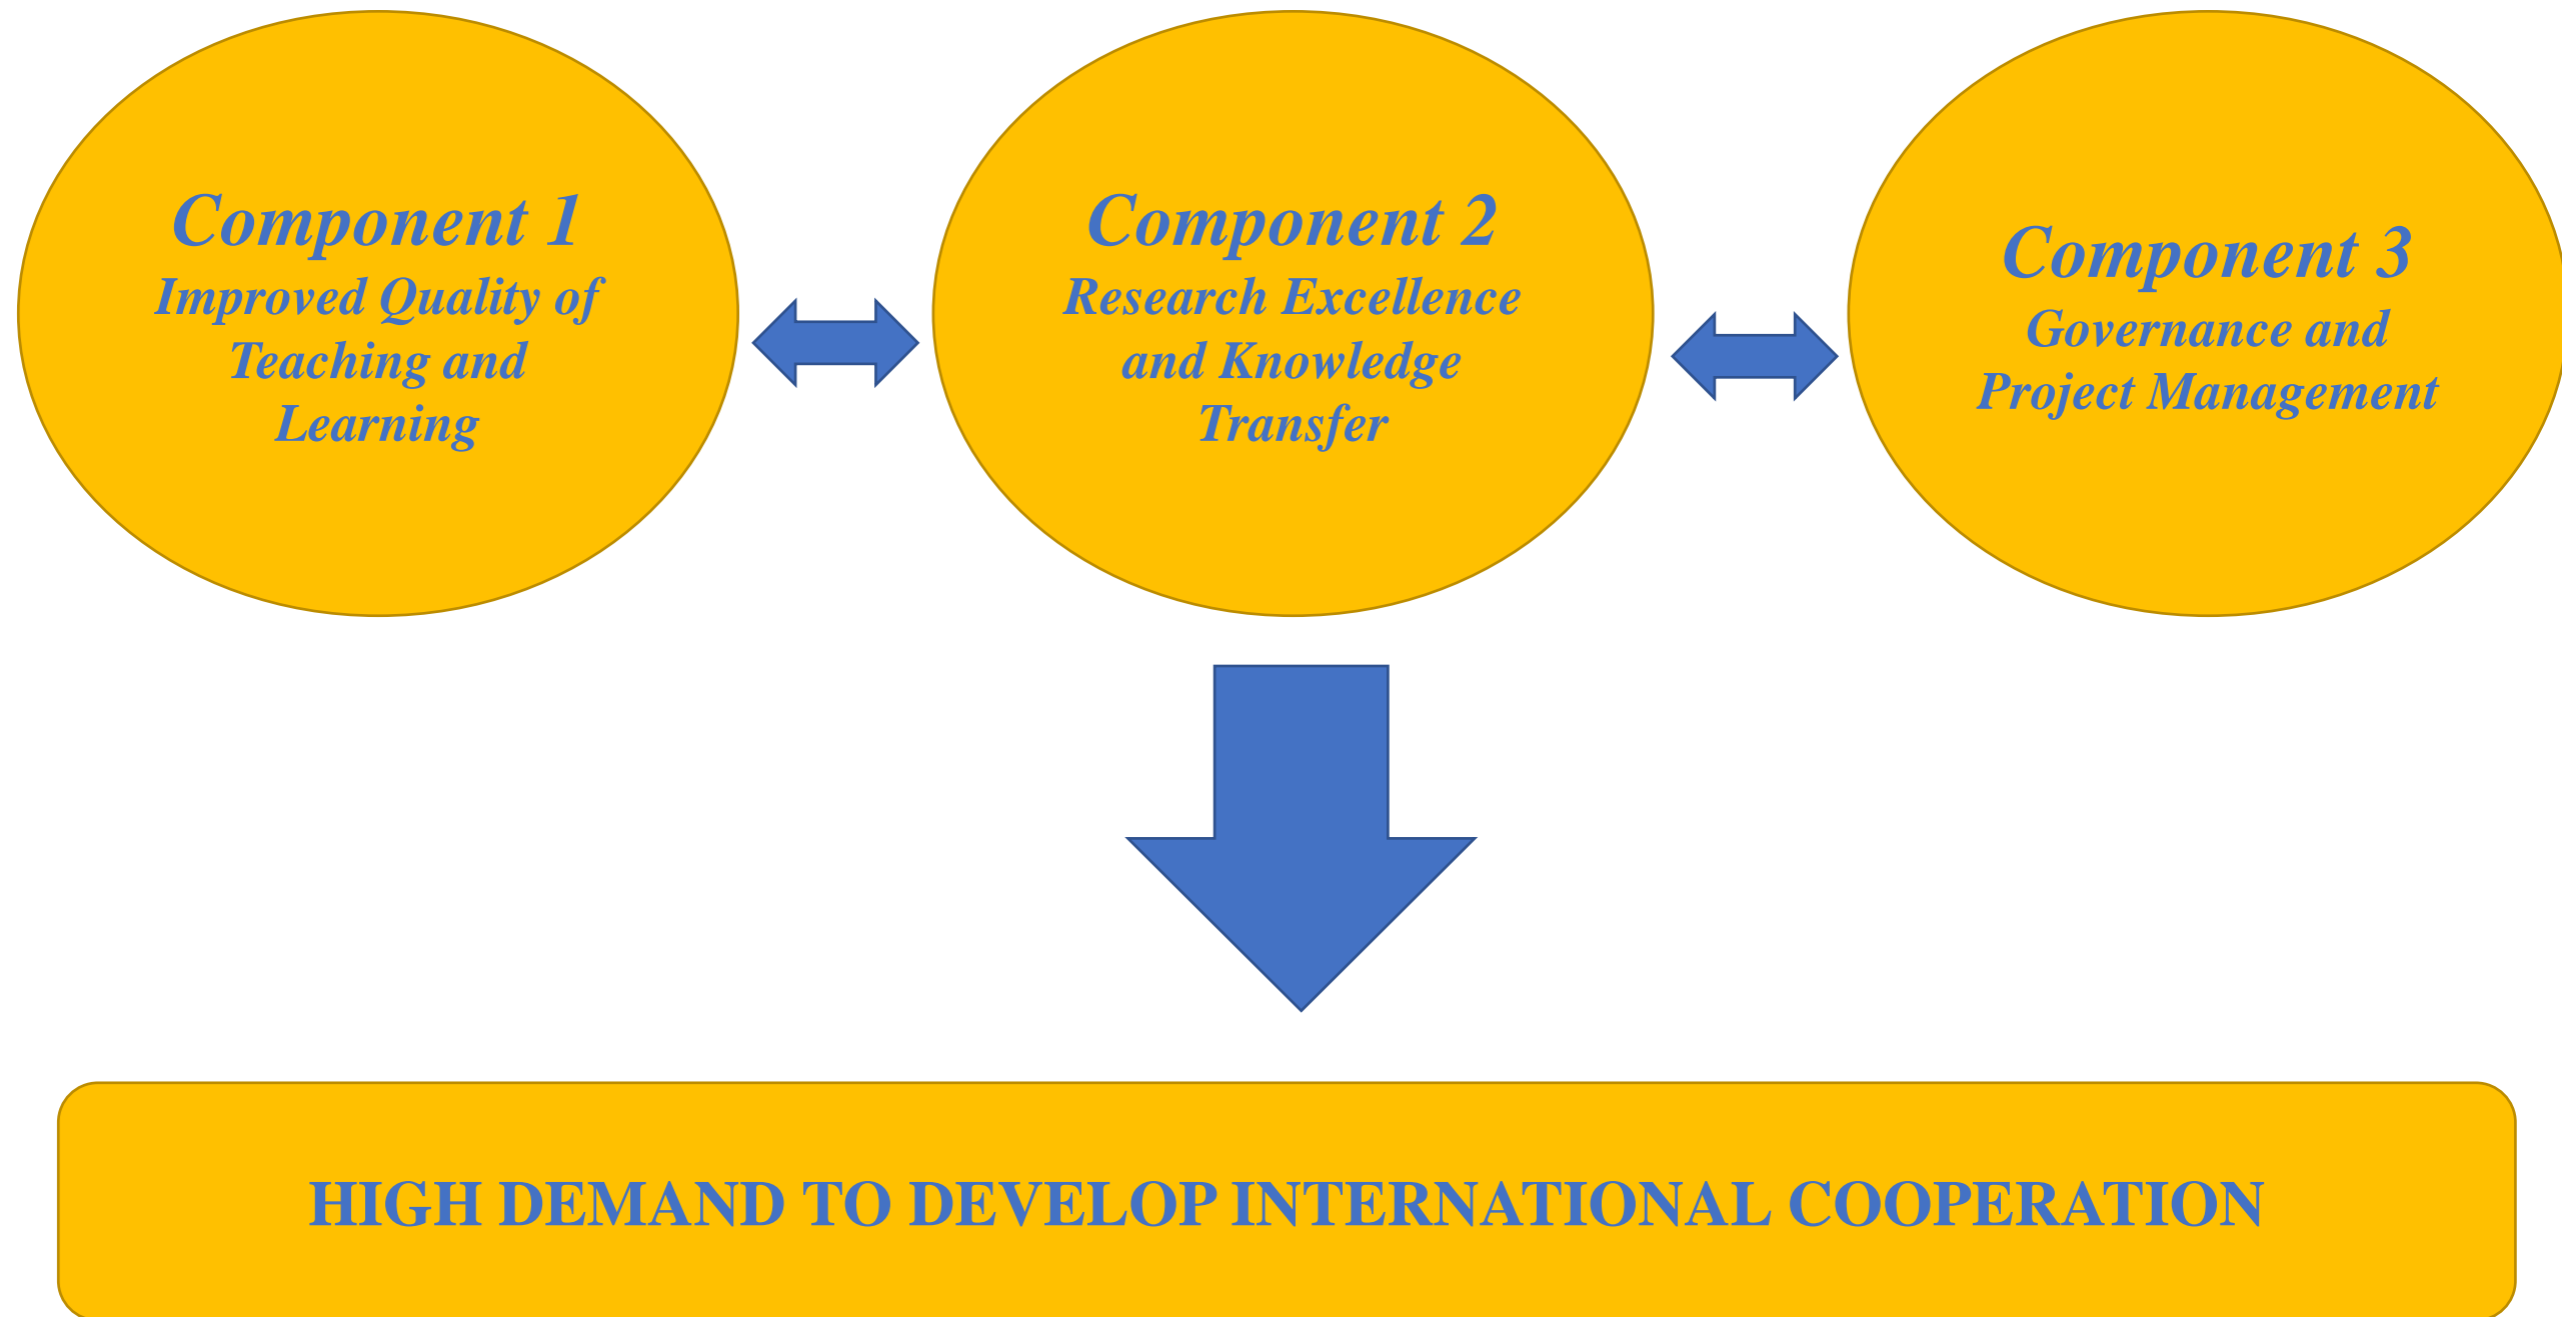 Component 1
Improved Quality of
Teaching and
Learning
Component 2
Research Excellence
and Knowledge
Transfer
Component 3
Governance and
Project Management
HIGH DEMAND TO DEVELOP INTERNATIONAL COOPERATION